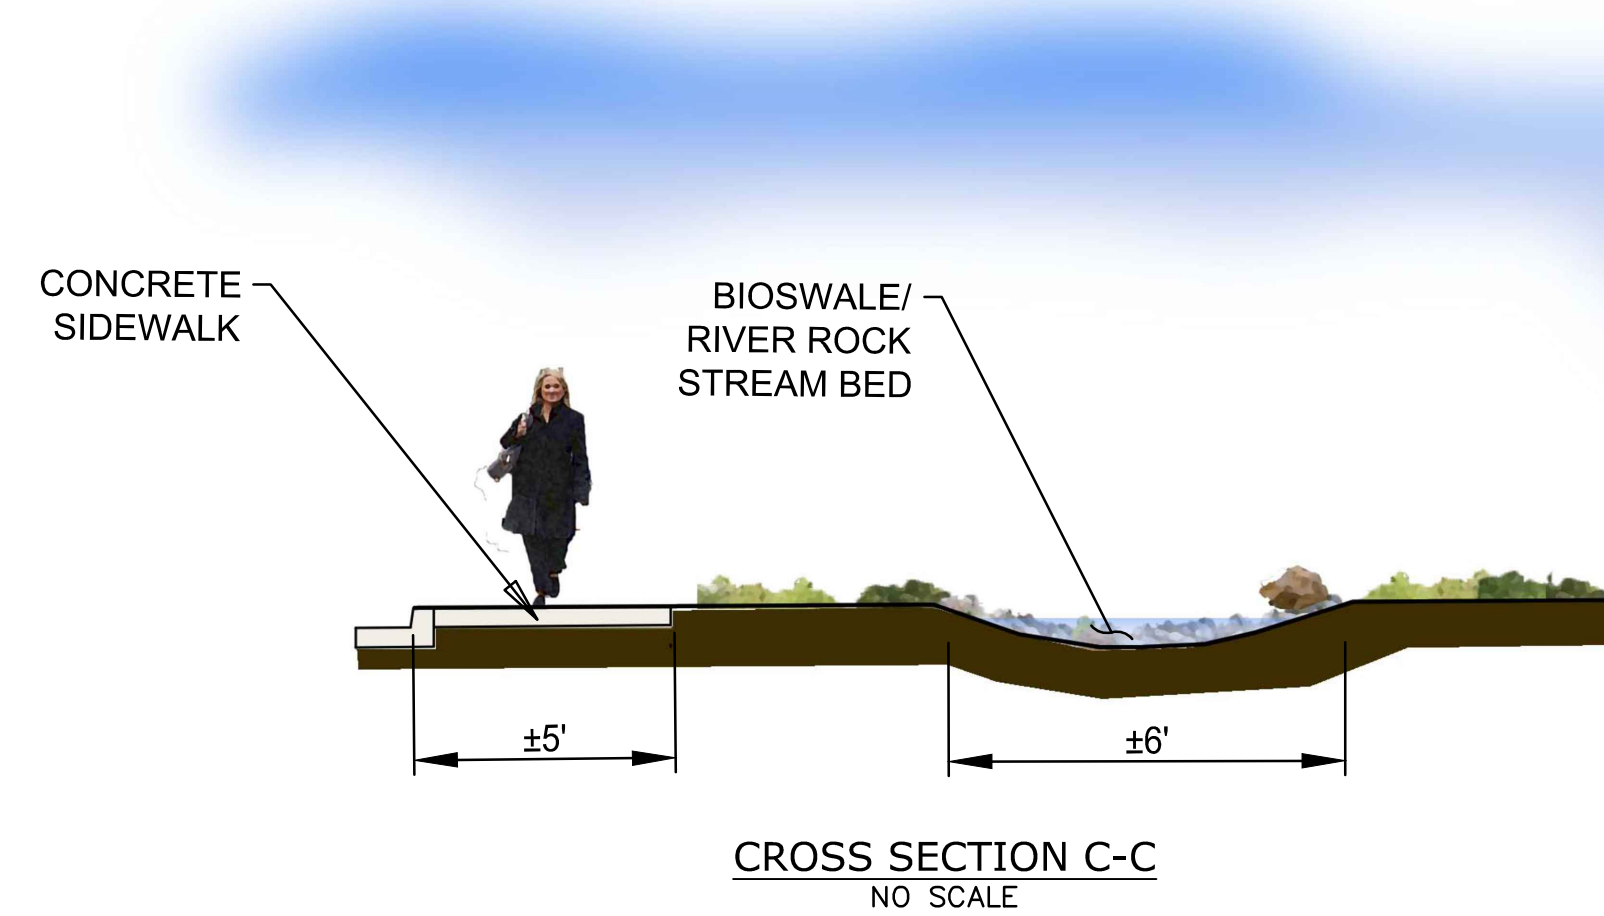 CONCRETE
SIDEWALK
BIOSWALE/
RIVER ROCK
STREAM BED
±5'
±6'
CROSS SECTION C-C
NO SCALE